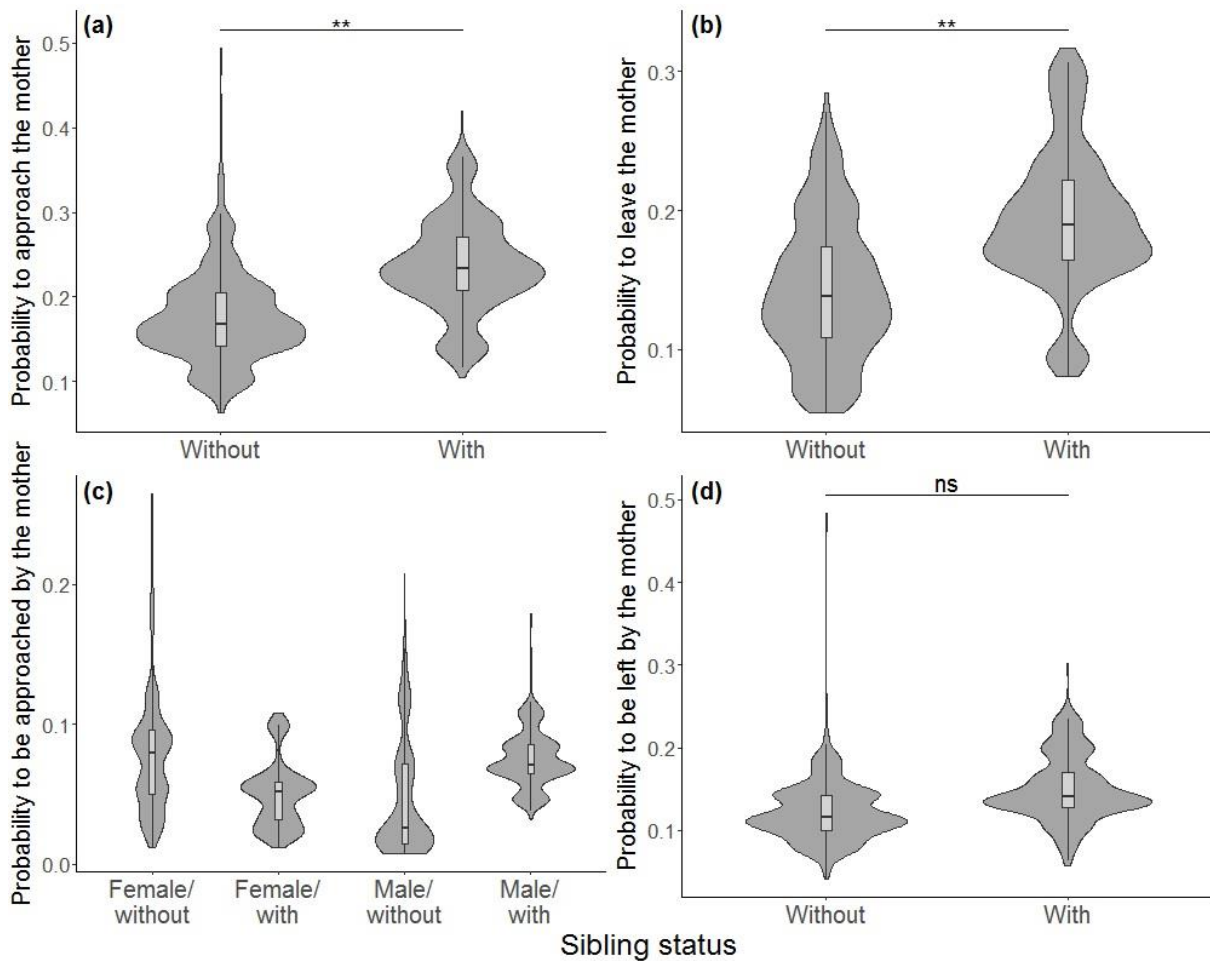 (a)
**
Probability to approach the mother
0.5
0.4
0.3
0.2
0.1
Without
With
(b)
**
Probability to leave the mother
0.3
0.2
0.1
Without
With
(c)
Probability to be approached by the mother
0.2
0.1
0.0
Female/
without
Female/
with
Male/
without
Male/
with
(d)
ns
Probability to be left by the mother
0.5
0.4
0.3
0.2
0.1
Without
With
Sibling status